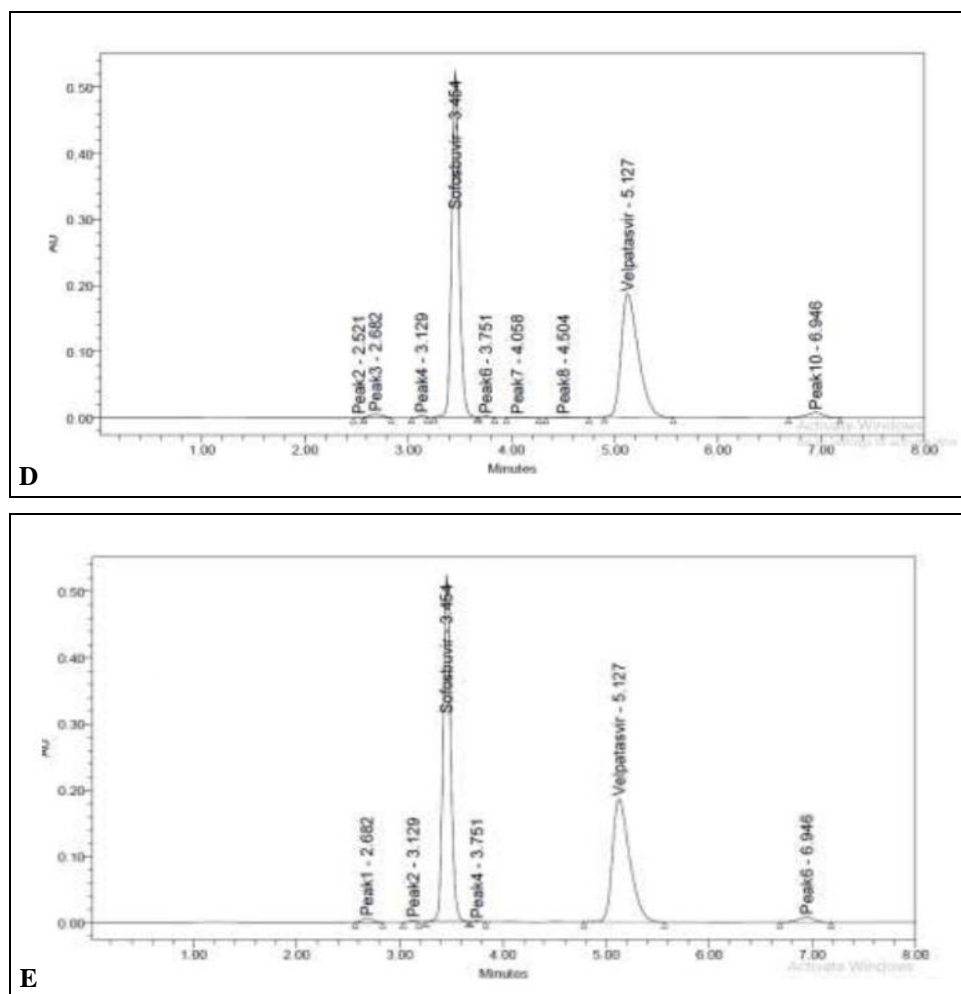 0.50
0.40
0.30
0.20
0.10
0.00
AU
Peak2 - 2.521
Peak3 - 2.682
Peak4 - 3.129
Sofosbuvir - 3.454
Peak6 - 3.751
Peak7 - 4.058
Peak8 - 4.504
Velpatasvir - 5.127
Peak10 - 6.946
Activate Windows
1.00 2.00 3.00 4.00 5.00 6.00 7.00 8.00
Minutes
D
0.50
0.40
0.30
0.20
0.10
0.00
AU
Peak1 - 2.682
Peak2 - 3.129
Sofosbuvir - 3.454
Peak4 - 3.751
Velpatasvir - 5.127
Peak6 - 6.946
1.00 2.00 3.00 4.00 5.00 6.00 7.00 8.00
Minutes
Activate Windows
E